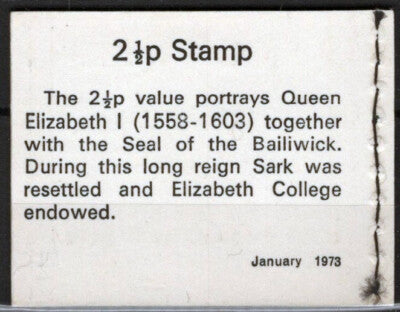 2½p Stamp
The 2½p value portrays Queen
Elizabeth I (1558-1603) together
with the Seal of the Bailiwick.
During this long reign Sark was
resettled and Elizabeth College
endowed.
January 1973